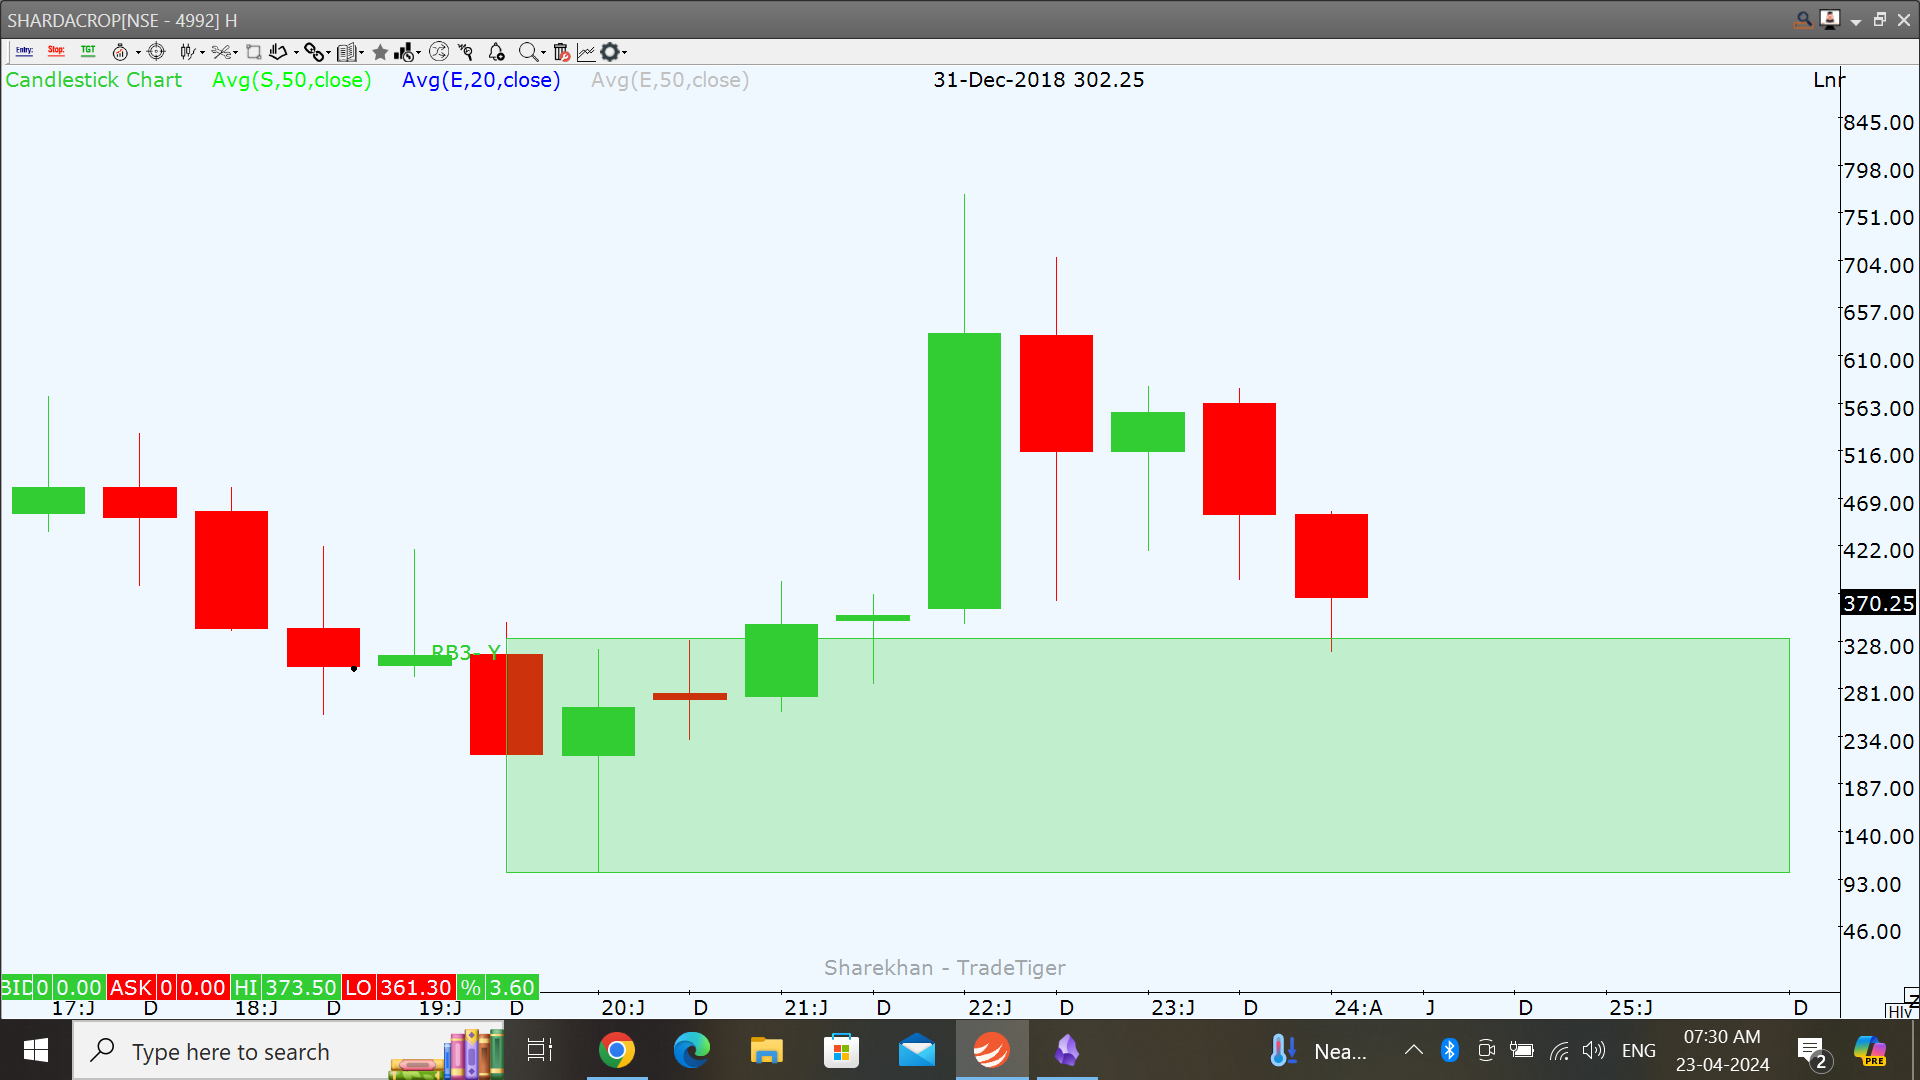 SHARDACROP[NSE - 4992] H
Entry: Stop: TGT
Candlestick Chart Avg(S,50,close) Avg(E,20,close) Avg(E,50,close) 31-Dec-2018 302.25 Lnr
845.00
798.00
751.00
704.00
657.00
610.00
563.00
516.00
469.00
422.00
370.25
RB3- Y
328.00
281.00
234.00
187.00
140.00
93.00
46.00
Sharekhan - TradeTiger
BID 0 0.00 ASK 0 0.00 HI 373.50 LO 361.30 % 3.60
17:J D 18:J D 19:J D 20:J D 21:J D 22:J D 23:J D 24:A J D 25:J D
Type here to search
Nea...
ENG
07:30 AM
23-04-2024
2
PRE